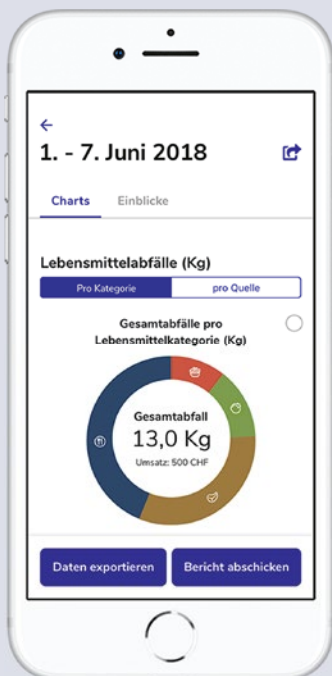 1. - 7. Juni 2018
Charts Einblicke
Lebensmittelabfälle (Kg)
Pro Kategorie pro Quelle
Gesamtabfälle pro
Lebensmittelkategorie (Kg)
Gesamtabfall
13,0 Kg
Umsatz: 500 CHF
Daten exportieren Bericht abschicken